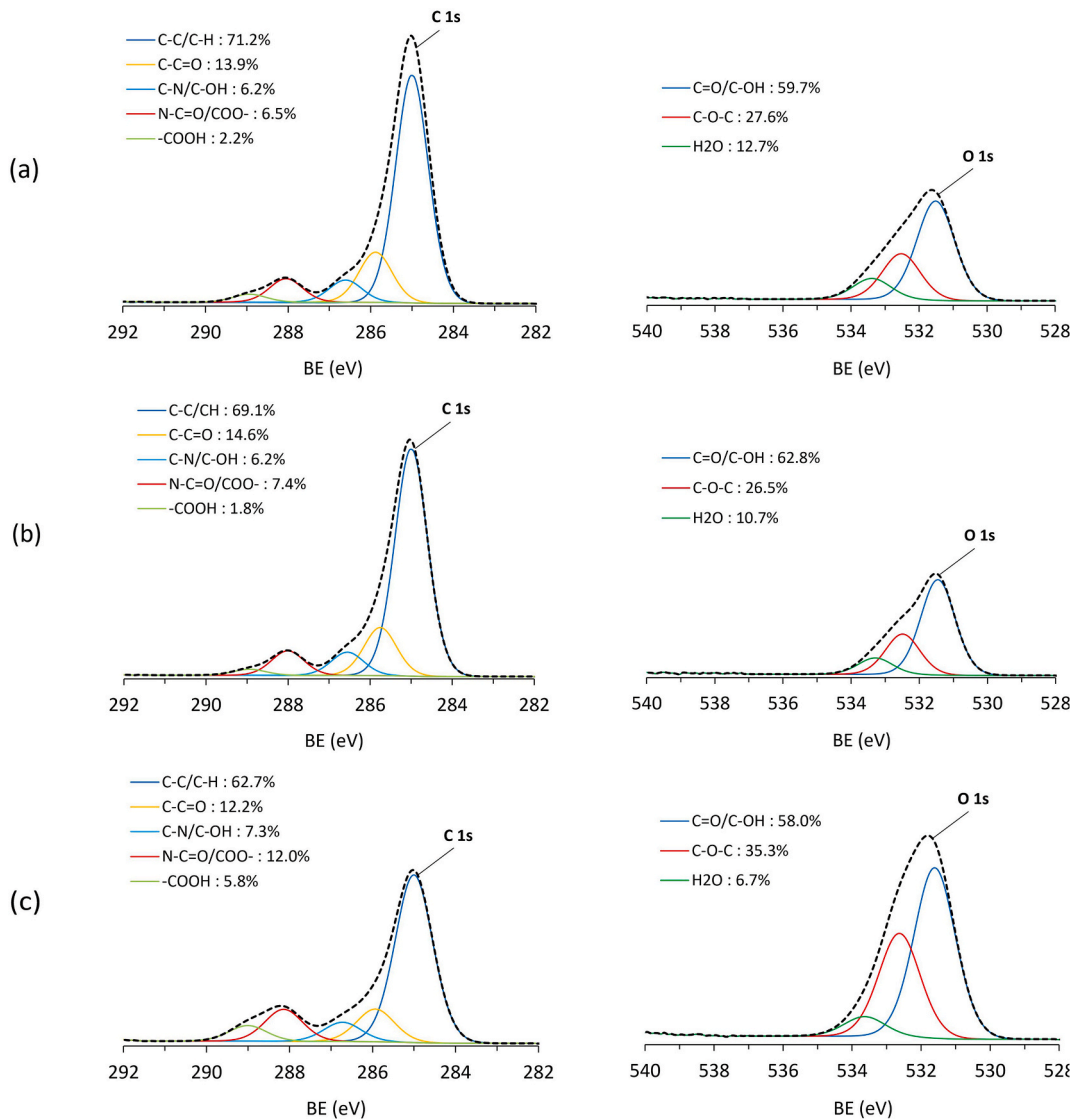 C 1s
C-C/C-H : 71.2%
C-C=O : 13.9%
C-N/C-OH : 6.2%
N-C=O/COO- : 6.5%
-COOH : 2.2%
(a)
292 290 288 286 284 282
BE (eV)
C=O/C-OH : 59.7%
C-O-C : 27.6%
H2O : 12.7%
O 1s
540 538 536 534 532 530 528
BE (eV)
C-C/CH : 69.1%
C-C=O : 14.6%
C-N/C-OH : 6.2%
N-C=O/COO- : 7.4%
-COOH : 1.8%
C 1s
(b)
292 290 288 286 284 282
BE (eV)
C=O/C-OH : 62.8%
C-O-C : 26.5%
H2O : 10.7%
O 1s
540 538 536 534 532 530 528
BE (eV)
C-C/C-H : 62.7%
C-C=O : 12.2%
C-N/C-OH : 7.3%
N-C=O/COO- : 12.0%
-COOH : 5.8%
C 1s
(c)
292 290 288 286 284 282
BE (eV)
O 1s
C=O/C-OH : 58.0%
C-O-C : 35.3%
H2O : 6.7%
540 538 536 534 532 530 528
BE (eV)